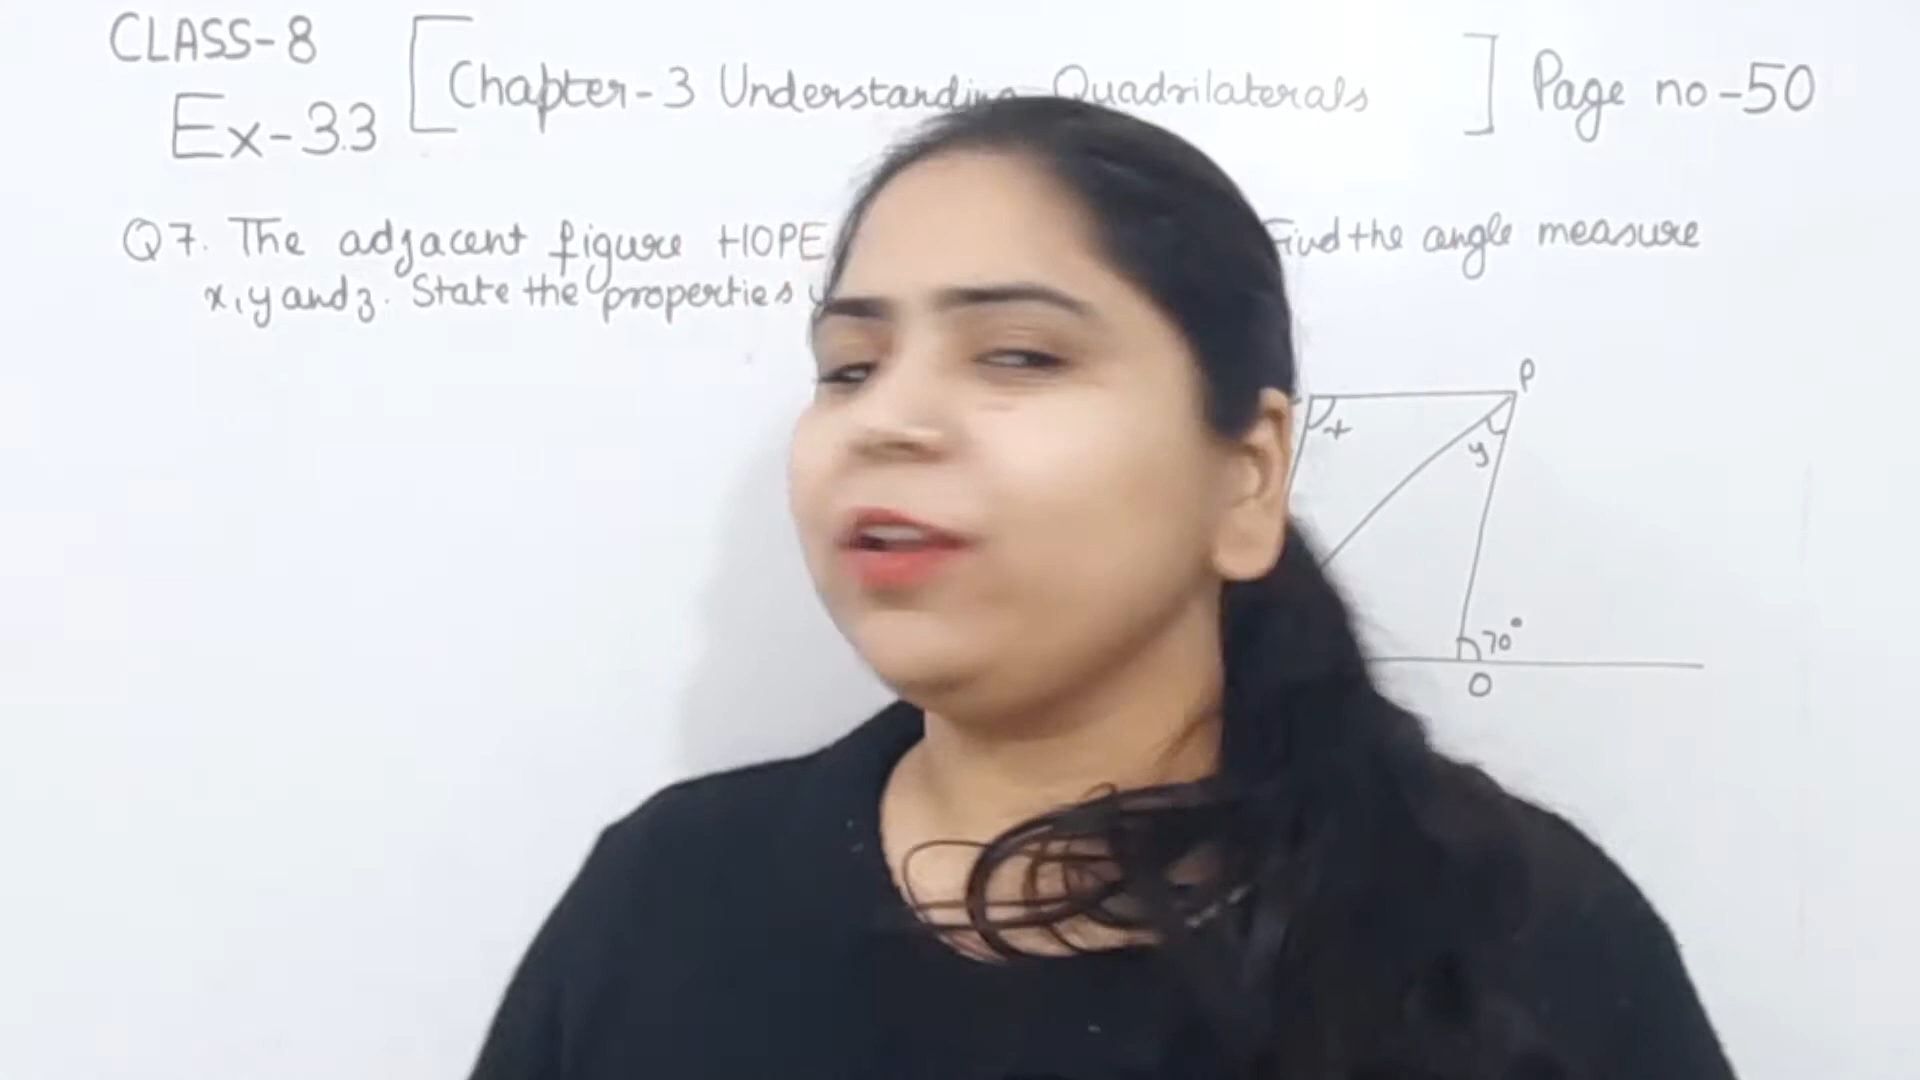 CLASS-8
Ex-3.3
[Chapter-3 Understanding Quadrilaterals] Page no-50
Q7. The adjacent figure HOPE Find the angle measure
x, y and z. State the properties
P
x
y
70°
O